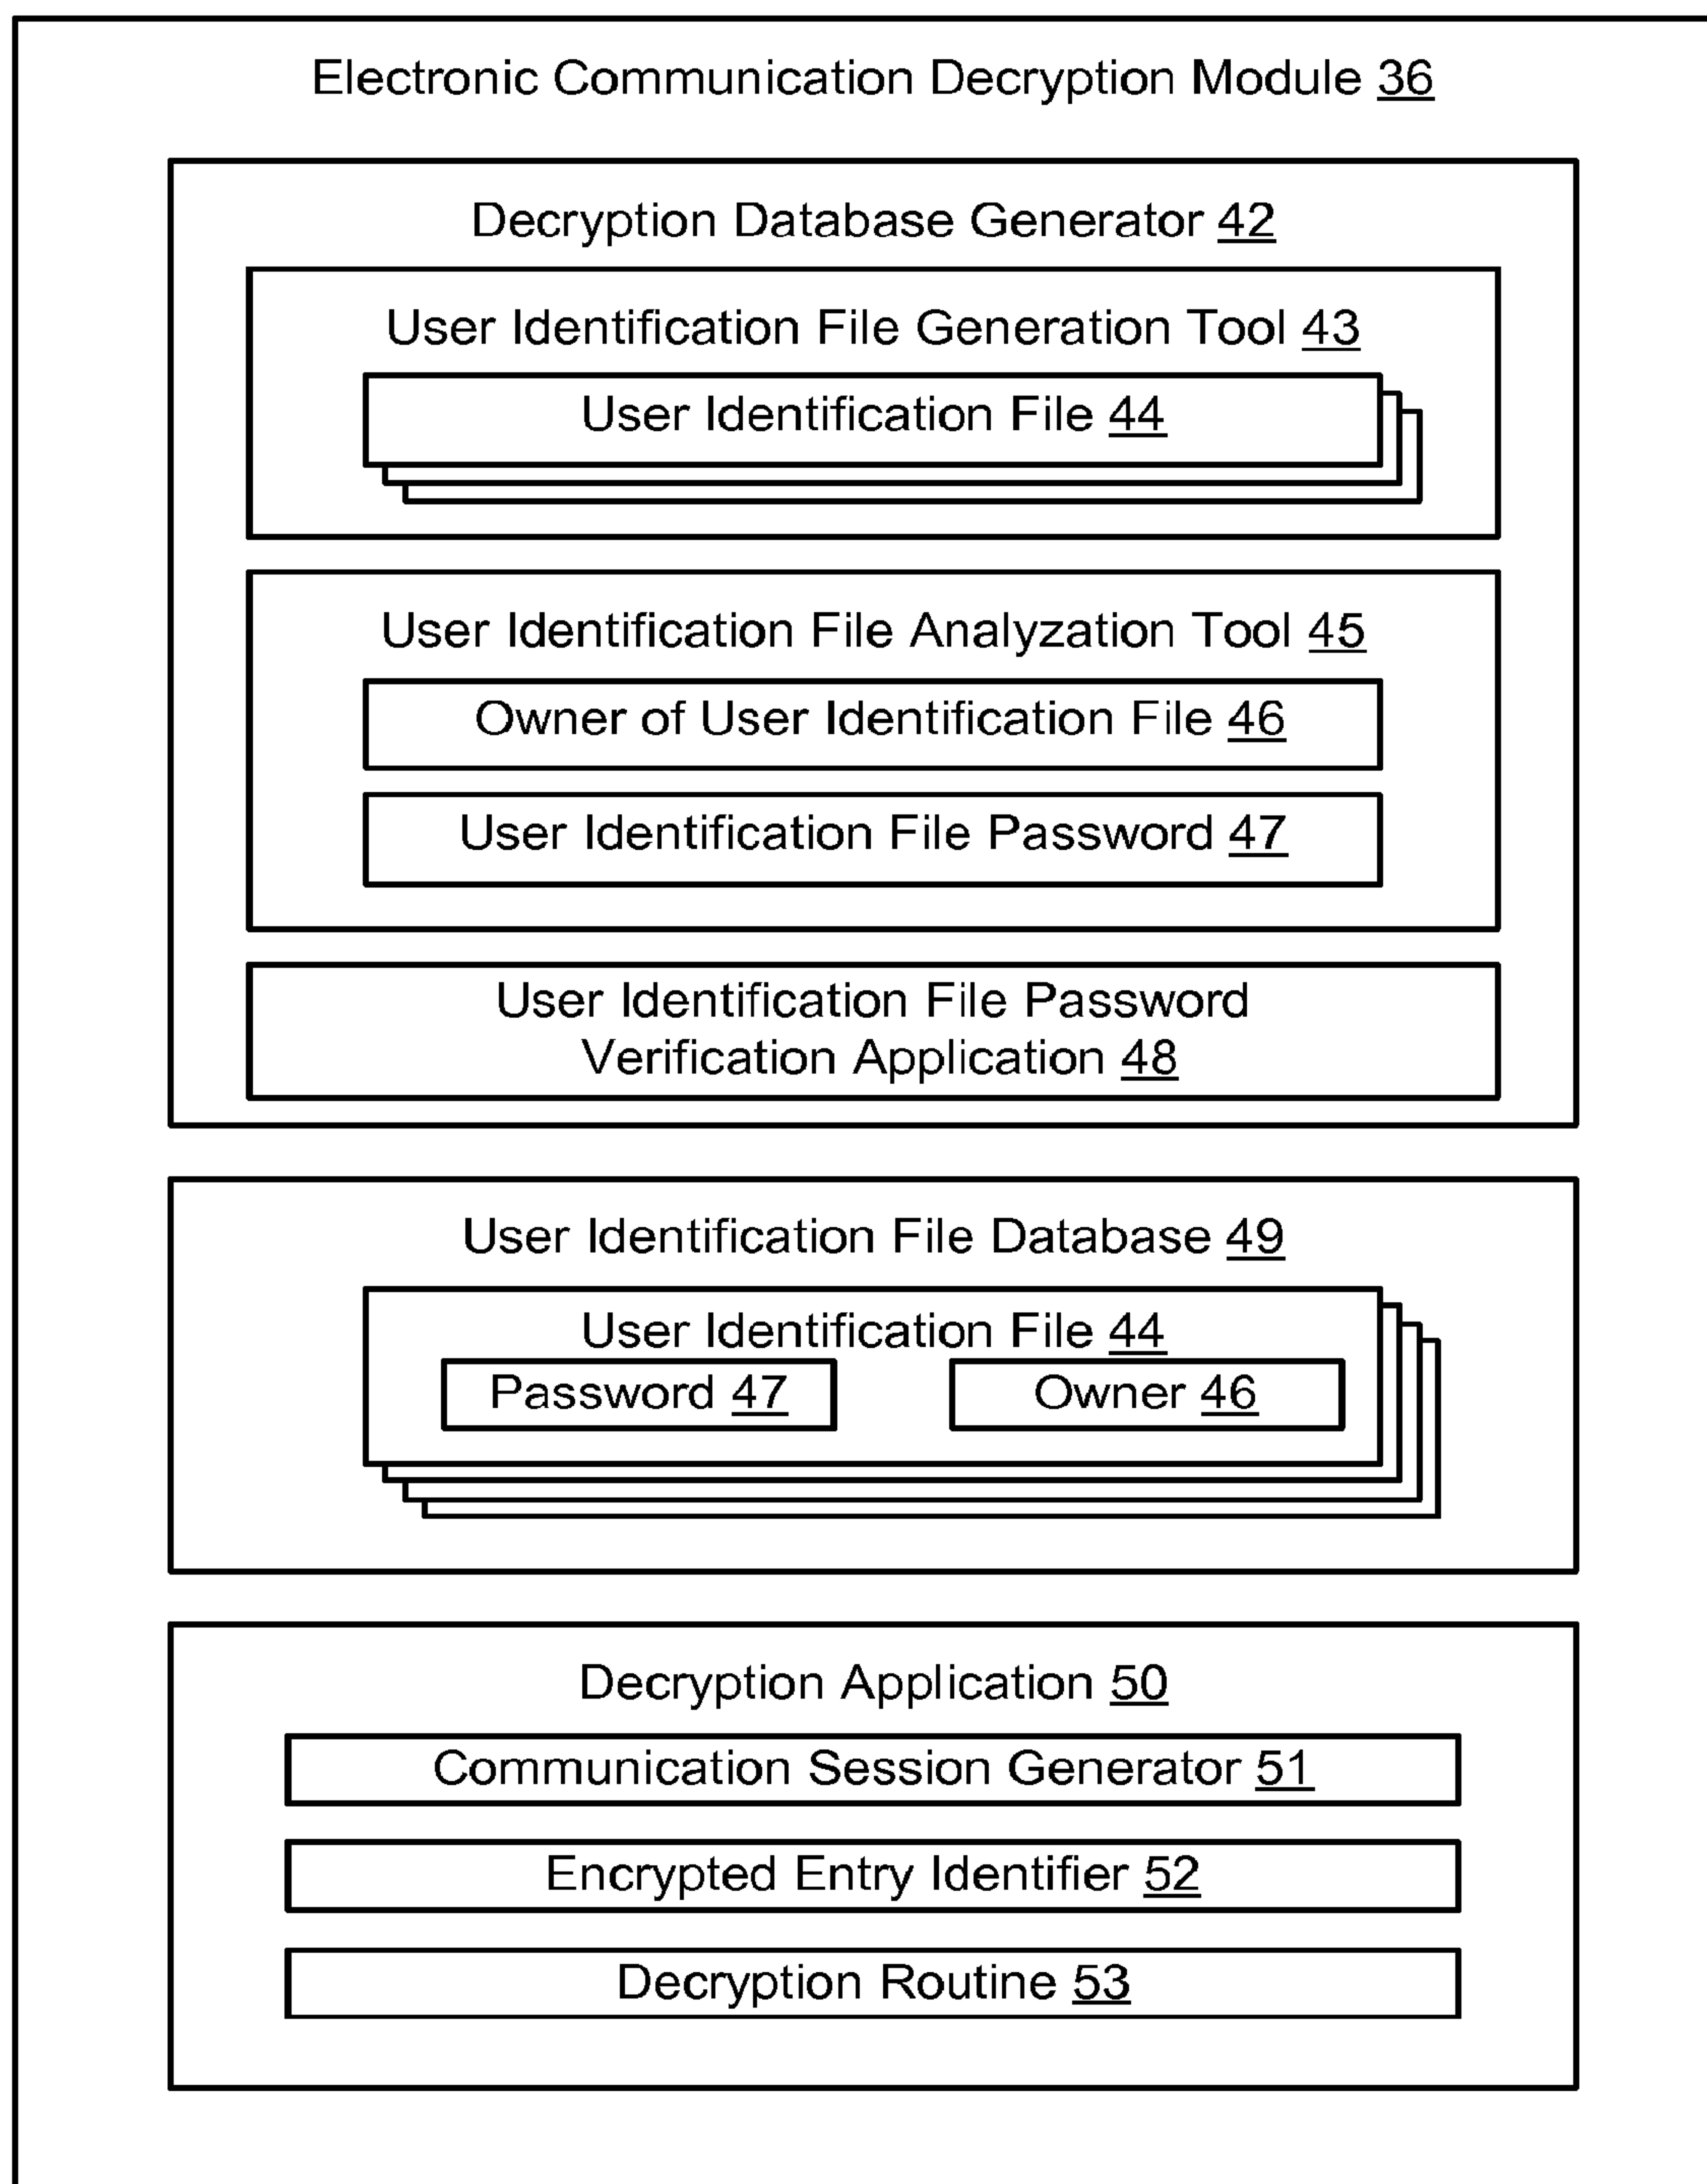 Electronic Communication Decryption Module 36
Decryption Database Generator 42
User Identification File Generation Tool 43
User Identification File 44
User Identification File Analyzation Tool 45
Owner of User Identification File 46
User Identification File Password 47
User Identification File Password
Verification Application 48
User Identification File Database 49
User Identification File 44
Password 47 Owner 46
Decryption Application 50
Communication Session Generator 51
Encrypted Entry Identifier 52
Decryption Routine 53